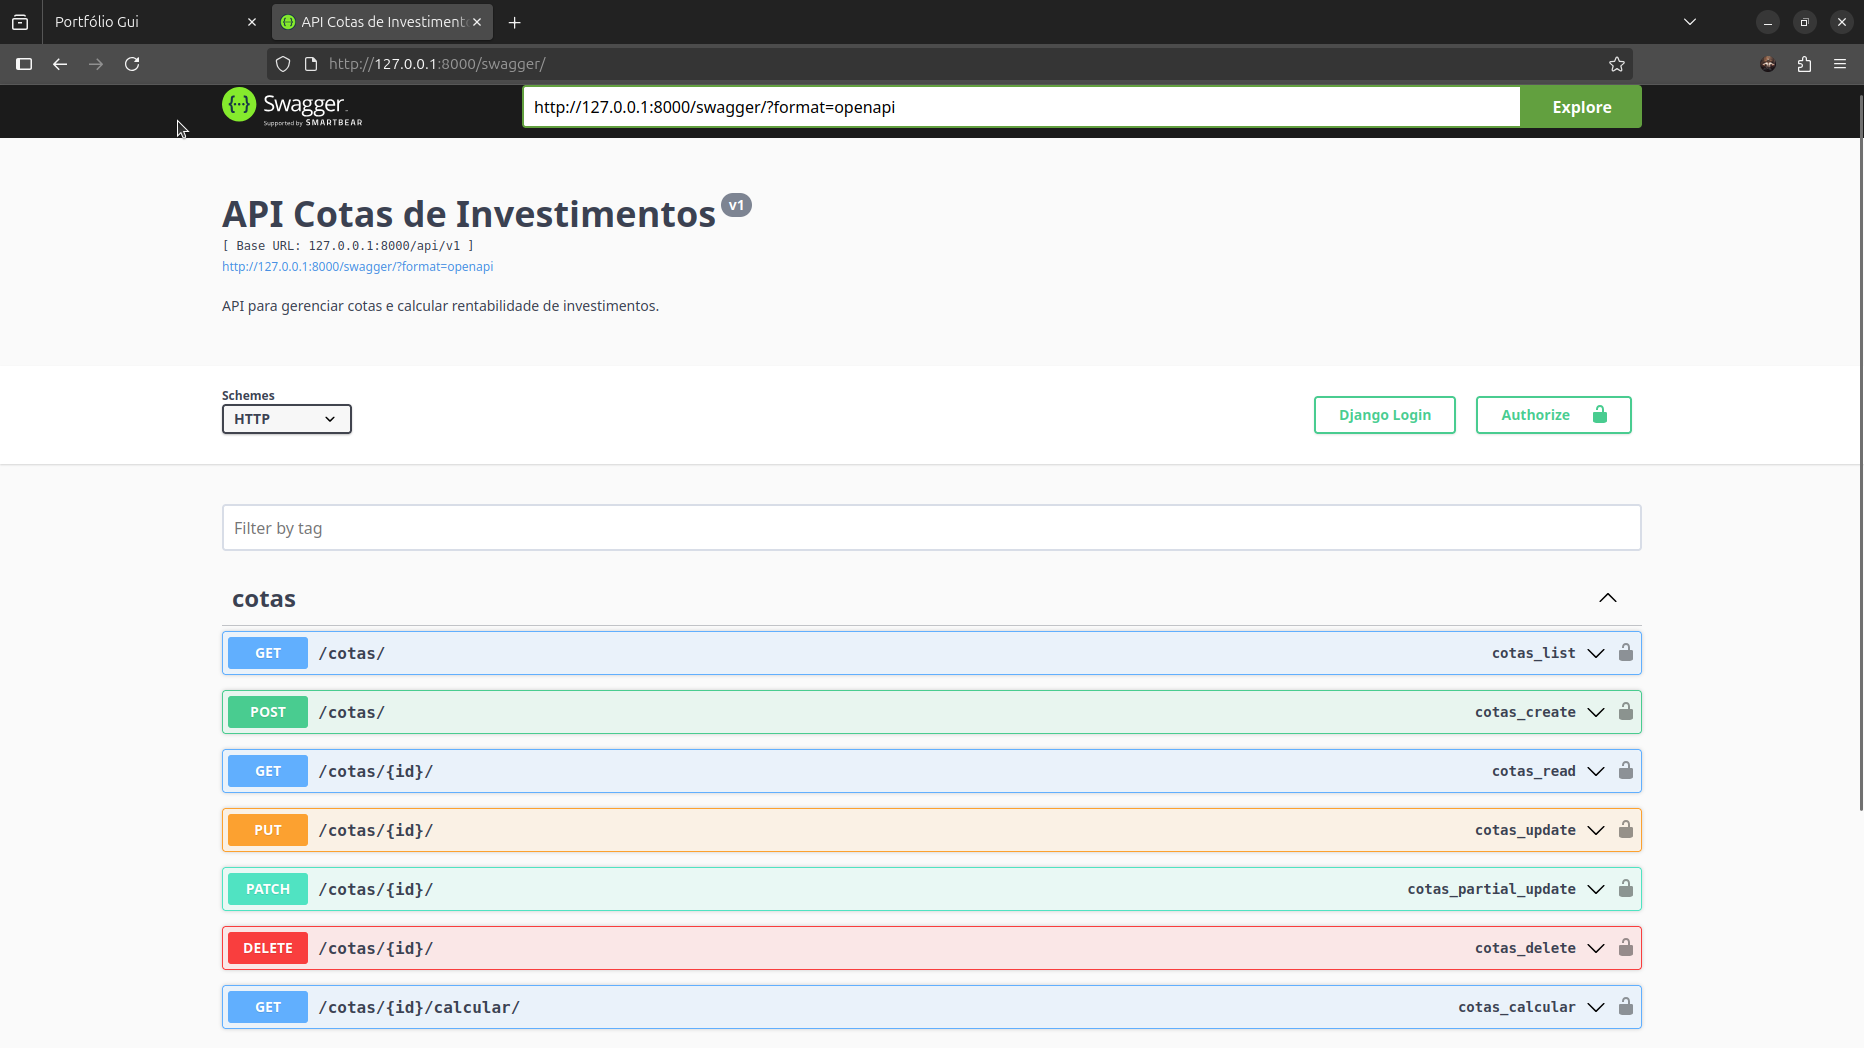 Portfólio Gui
API Cotas de Investiment
http://127.0.0.1:8000/swagger/
Swagger
Supported by SMARTBEAR
http://127.0.0.1:8000/swagger/?format=openapi
Explore
API Cotas de Investimentos v1
[ Base URL: 127.0.0.1:8000/api/v1 ]
http://127.0.0.1:8000/swagger/?format=openapi
API para gerenciar cotas e calcular rentabilidade de investimentos.
Schemes
HTTP
Django Login
Authorize
Filter by tag
cotas
GET /cotas/ cotas_list
POST /cotas/ cotas_create
GET /cotas/{id}/ cotas_read
PUT /cotas/{id}/ cotas_update
PATCH /cotas/{id}/ cotas_partial_update
DELETE /cotas/{id}/ cotas_delete
GET /cotas/{id}/calcular/ cotas_calcular